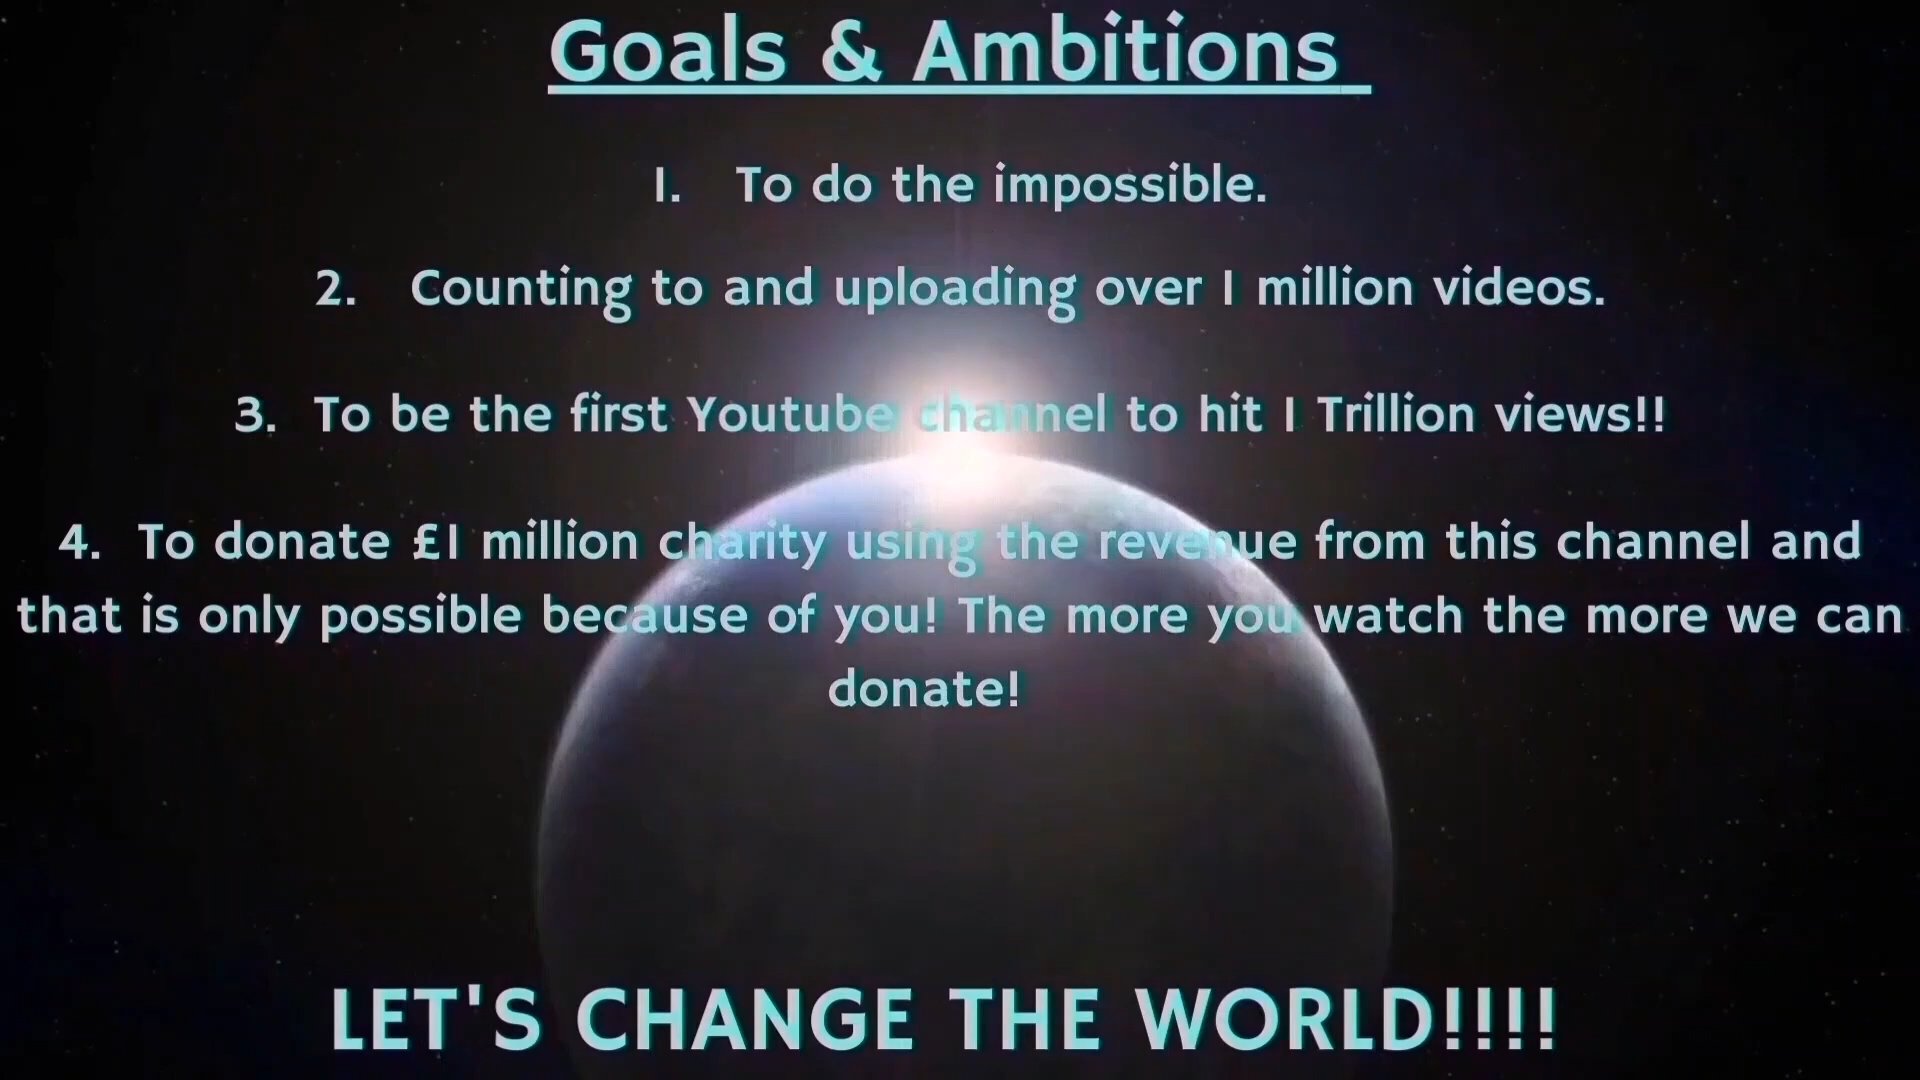 Goals & Ambitions
1. To do the impossible.
2. Counting to and uploading over 1 million videos.
3. To be the first Youtube channel to hit 1 Trillion views!!
4. To donate £1 million charity using the revenue from this channel and
that is only possible because of you! The more you watch the more we can
donate!
LET'S CHANGE THE WORLD!!!!